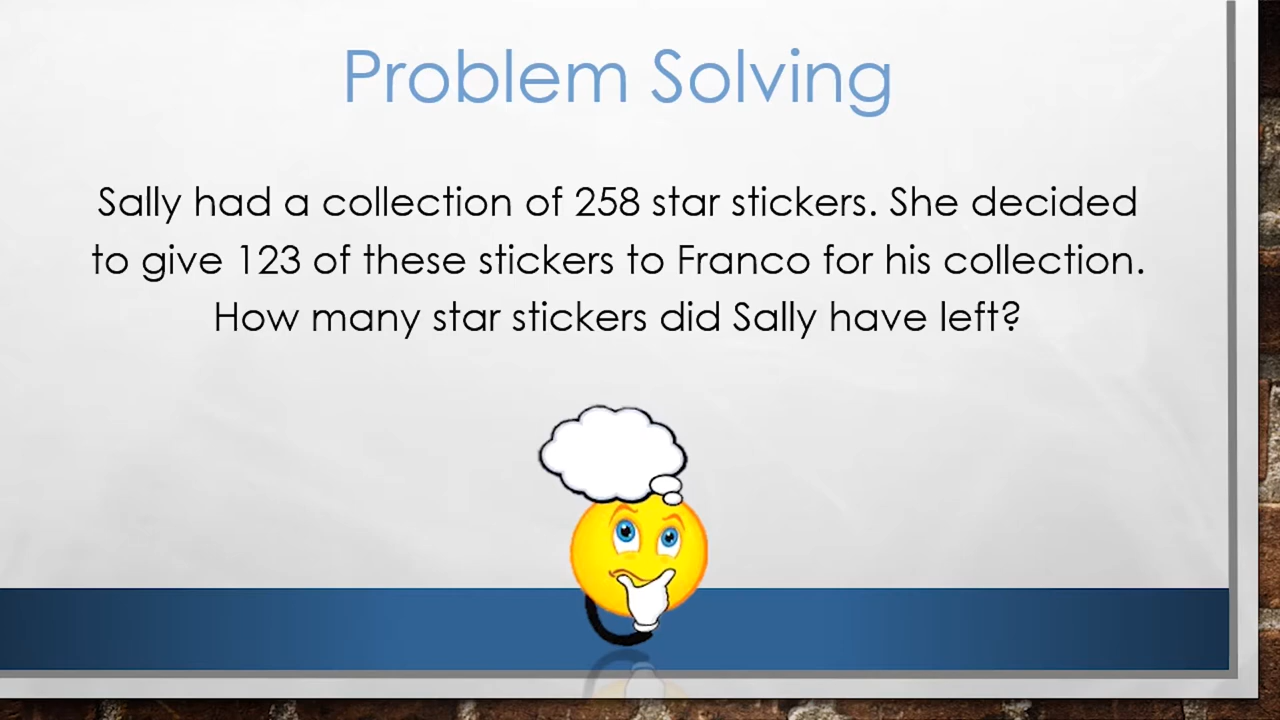 Problem Solving
Sally had a collection of 258 star stickers. She decided
to give 123 of these stickers to Franco for his collection.
How many star stickers did Sally have left?